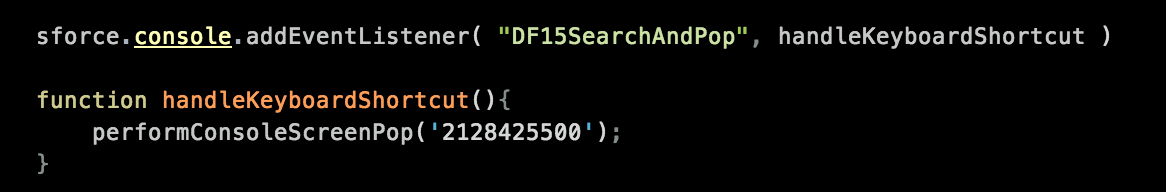 sforce.console.addEventListener( "DF15SearchAndPop", handleKeyboardShortcut )
function handleKeyboardShortcut(){
performConsoleScreenPop('2128425500');
}